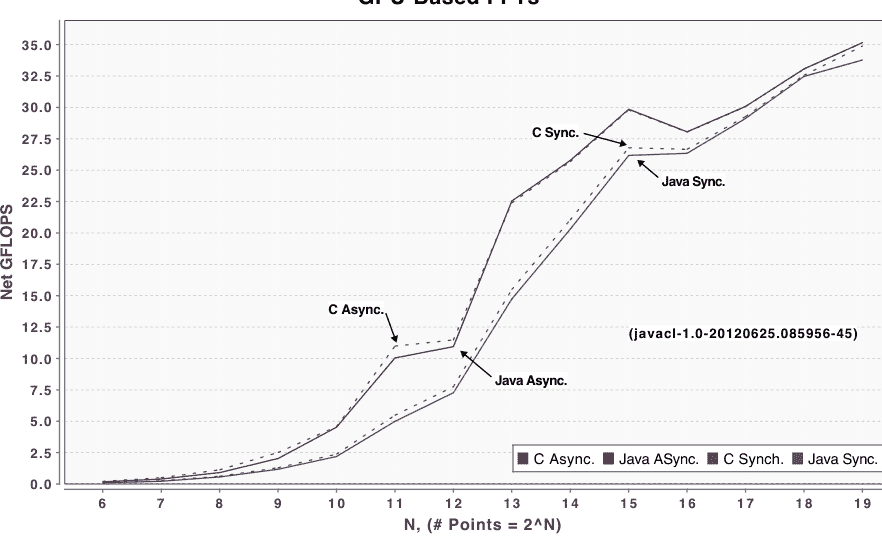 GPU-Based FFTs
35.0
32.5
30.0
27.5
25.0
22.5
20.0
17.5
15.0
12.5
10.0
7.5
5.0
2.5
0.0
Net GFLOPS
C Sync.
Java Sync.
C Async.
Java Async.
(javacl-1.0-20120625.085956-45)
C Async. Java ASync. C Synch. Java Sync.
6 7 8 9 10 11 12 13 14 15 16 17 18 19
N, (# Points = 2^N)